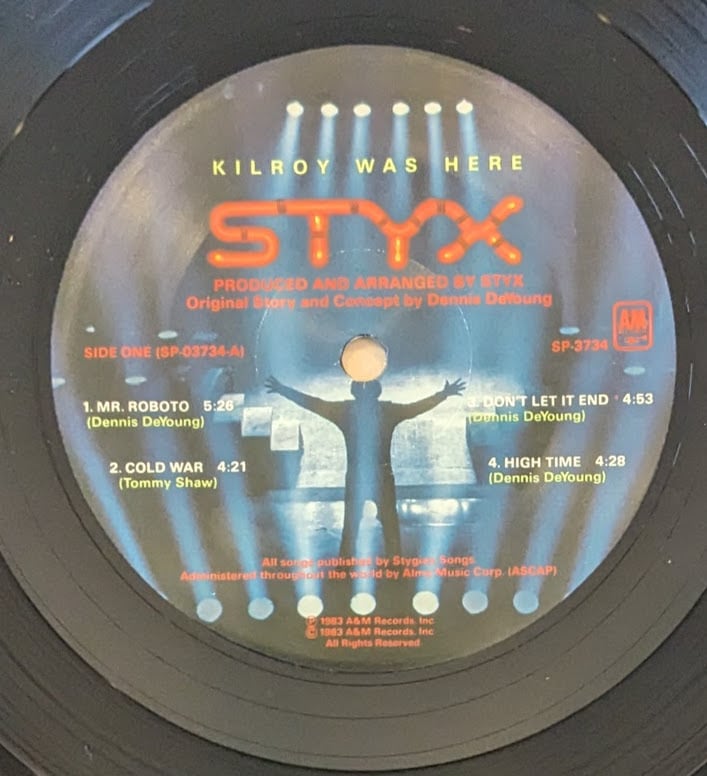 KILROY WAS HERE
STYX
PRODUCED AND ARRANGED BY STYX
Original Story and Concept by Dennis DeYoung
SIDE ONE (SP-03734-A)
SP-3734
A&M
1. MR. ROBOTO 5:26
(Dennis DeYoung)
2. COLD WAR 4:21
(Tommy Shaw)
3. DON'T LET IT END 4:53
(Dennis DeYoung)
4. HIGH TIME 4:28
(Dennis DeYoung)
All songs published by Stygian Songs
Administered throughout the world by Almo Music Corp. (ASCAP)
℗ 1983 A&M Records, Inc
© 1983 A&M Records, Inc
All Rights Reserved